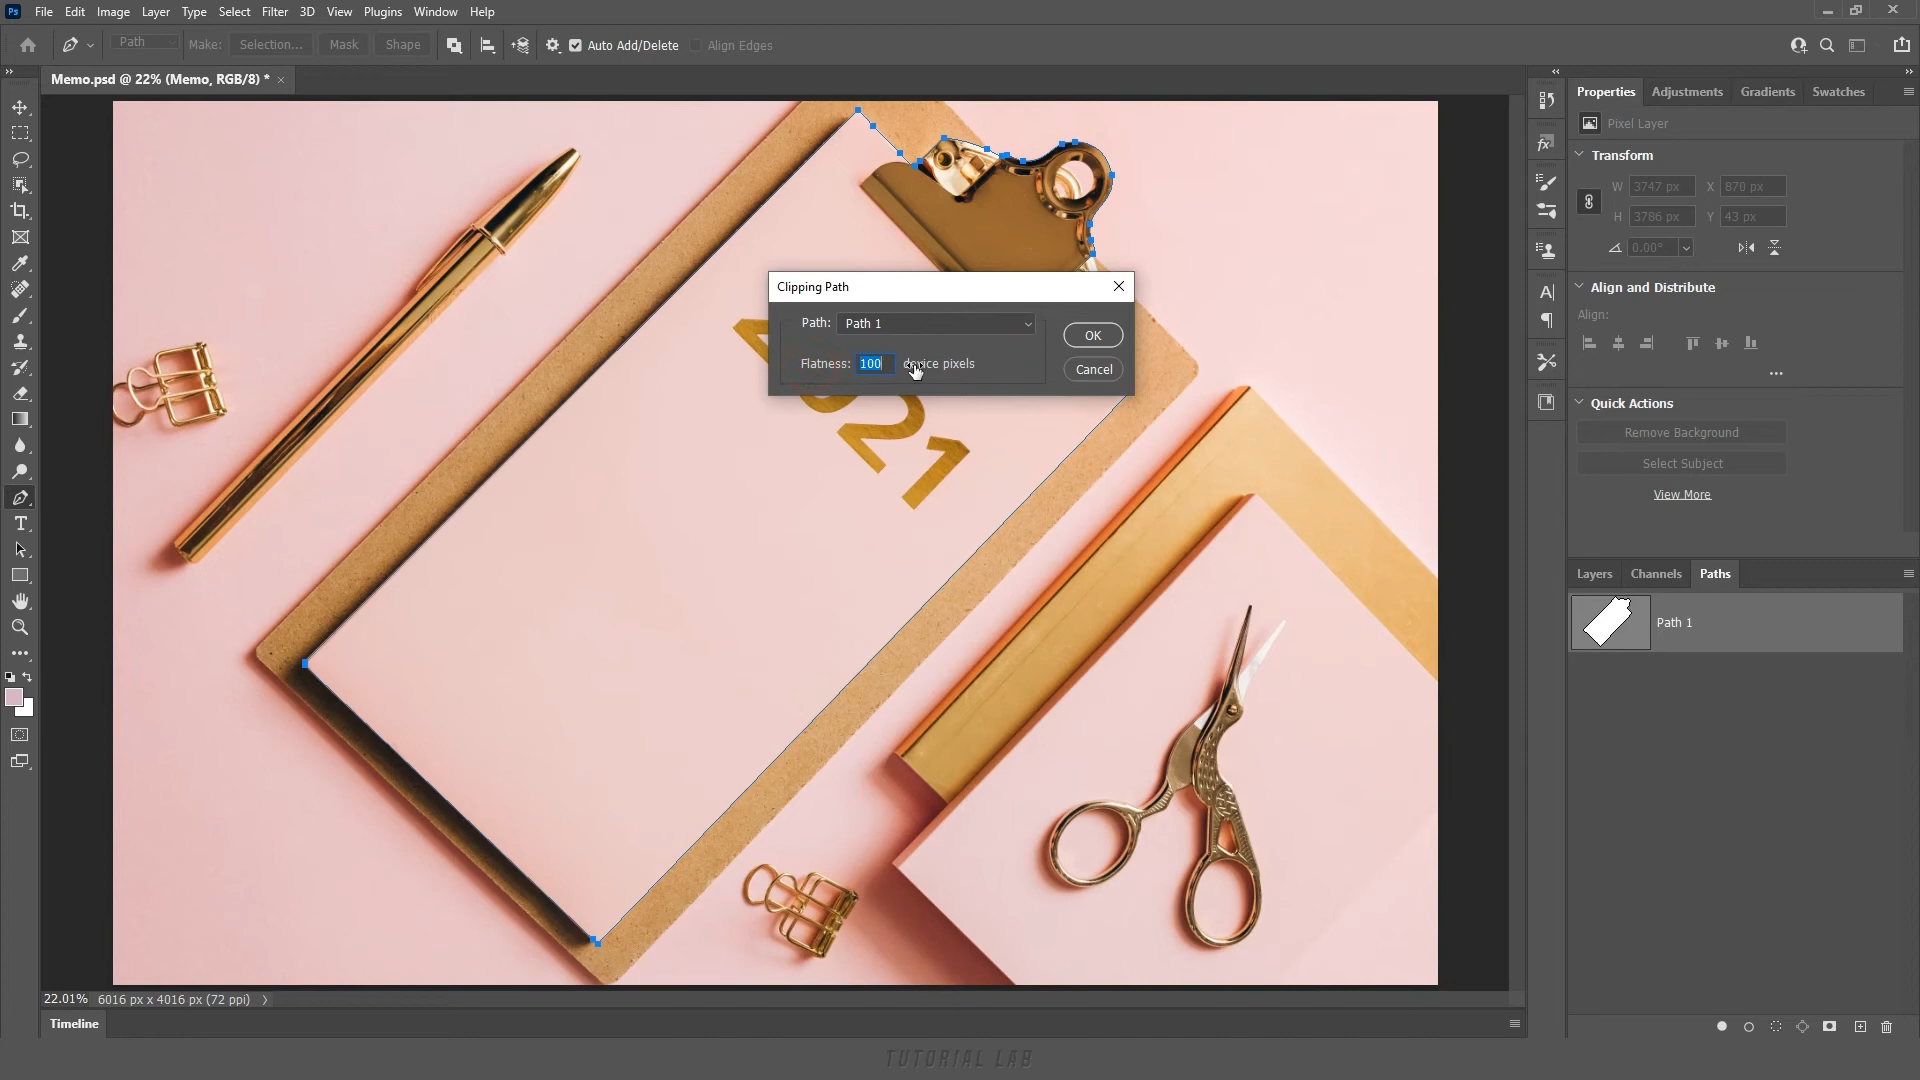 Ps File Edit Image Layer Type Select Filter 3D View Plugins Window Help
Path Make: Selection... Mask Shape Auto Add/Delete Align Edges
Memo.psd @ 22% (Memo, RGB/8) *
Properties Adjustments Gradients Swatches
Pixel Layer
Transform
W 3747 px X 870 px
H 3786 px Y 43 px
0.00°
Align and Distribute
Align:
Quick Actions
Remove Background
Select Subject
View More
Clipping Path
Path: Path 1
OK
Flatness: 100 device pixels
Cancel
21
Layers Channels Paths
Path 1
22.01% 6016 px x 4016 px (72 ppi)
Timeline
TUTORIAL LAB